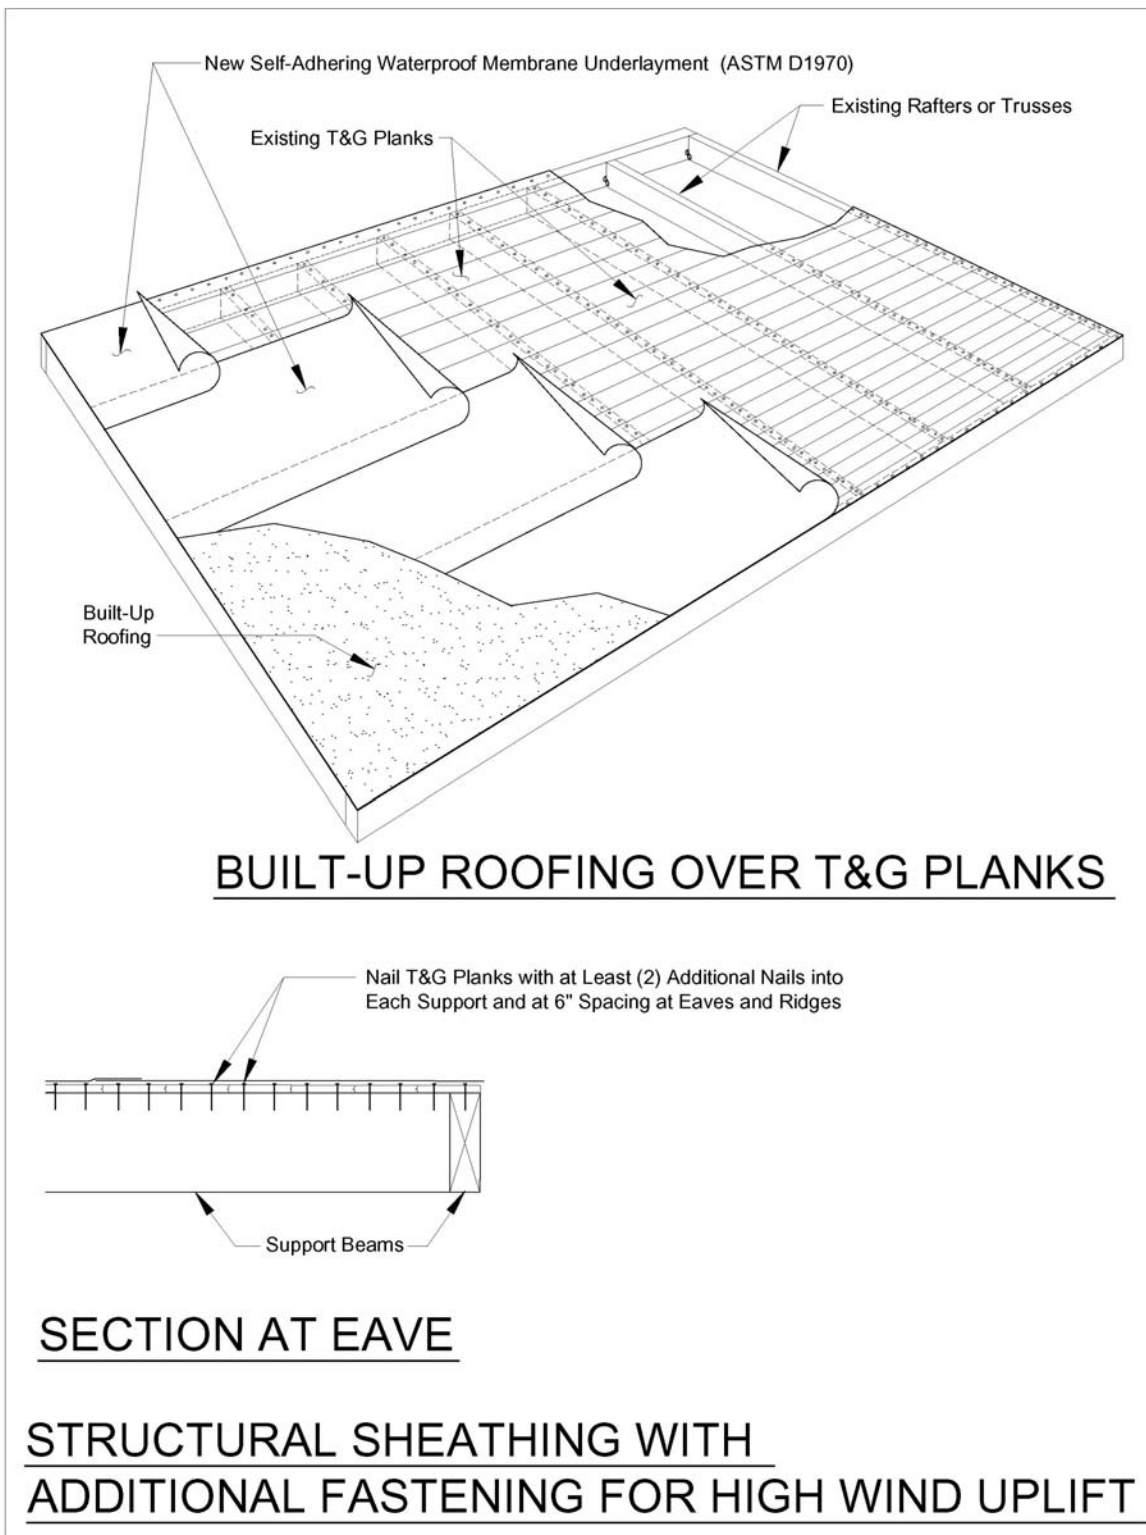 New Self-Adhering Waterproof Membrane Underlayment (ASTM D1970)
Existing Rafters or Trusses
Existing T&G Planks
Built-Up
Roofing
BUILT-UP ROOFING OVER T&G PLANKS
Nail T&G Planks with at Least (2) Additional Nails into
Each Support and at 6" Spacing at Eaves and Ridges
Support Beams
SECTION AT EAVE
STRUCTURAL SHEATHING WITH
ADDITIONAL FASTENING FOR HIGH WIND UPLIFT